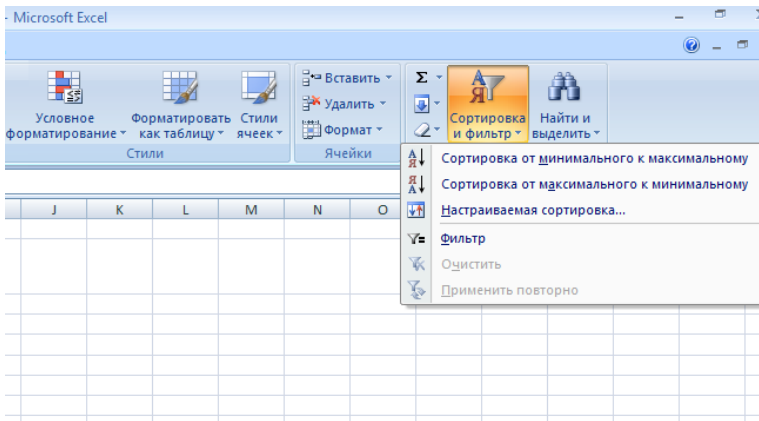 - Microsoft Excel
Условное форматирование
Форматировать как таблицу
Стили ячеек
Стили
Вставить
Удалить
Формат
Ячейки
Σ
Сортировка и фильтр
Найти и выделить
Сортировка от минимального к максимальному
Сортировка от максимального к минимальному
Настраиваемая сортировка...
Фильтр
Очистить
Применить повторно
J K L M N O